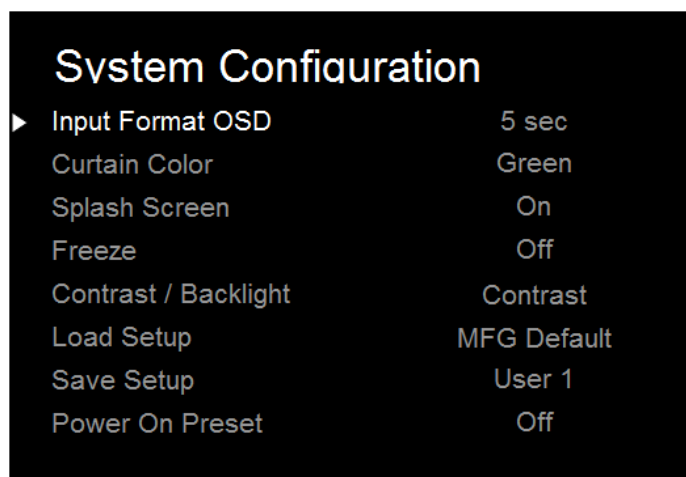 System Configuration
Input Format OSD 5 sec
Curtain Color Green
Splash Screen On
Freeze Off
Contrast / Backlight Contrast
Load Setup MFG Default
Save Setup User 1
Power On Preset Off